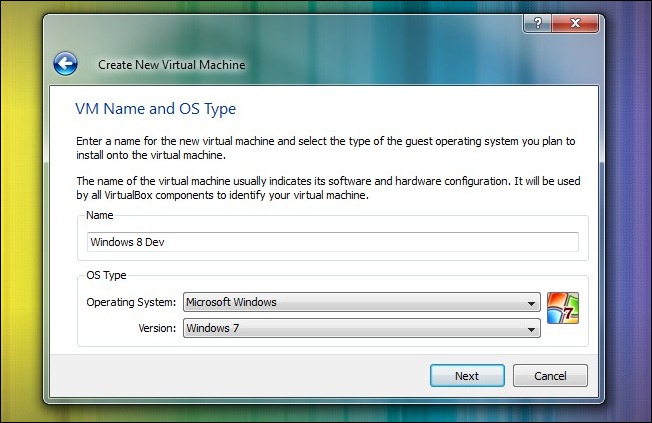 ?
x
Create New Virtual Machine
VM Name and OS Type
Enter a name for the new virtual machine and select the type of the guest operating system you plan to
install onto the virtual machine.
The name of the virtual machine usually indicates its software and hardware configuration. It will be used
by all VirtualBox components to identify your virtual machine.
Name
Windows 8 Dev
OS Type
Operating System: Microsoft Windows
7
Version: Windows 7
Next Cancel